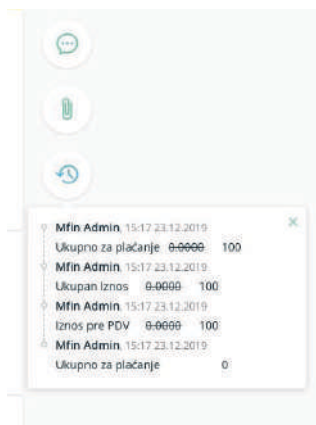 Mfin Admin, 15:17 23.12.2019
Ukupno za plaćanje 0.0000 100
Mfin Admin, 15:17 23.12.2019
Ukupan Iznos 0.0000 100
Mfin Admin, 15:17 23.12.2019
Iznos pre PDV 0.0000 100
Mfin Admin, 15:17 23.12.2019
Ukupno za plaćanje 0